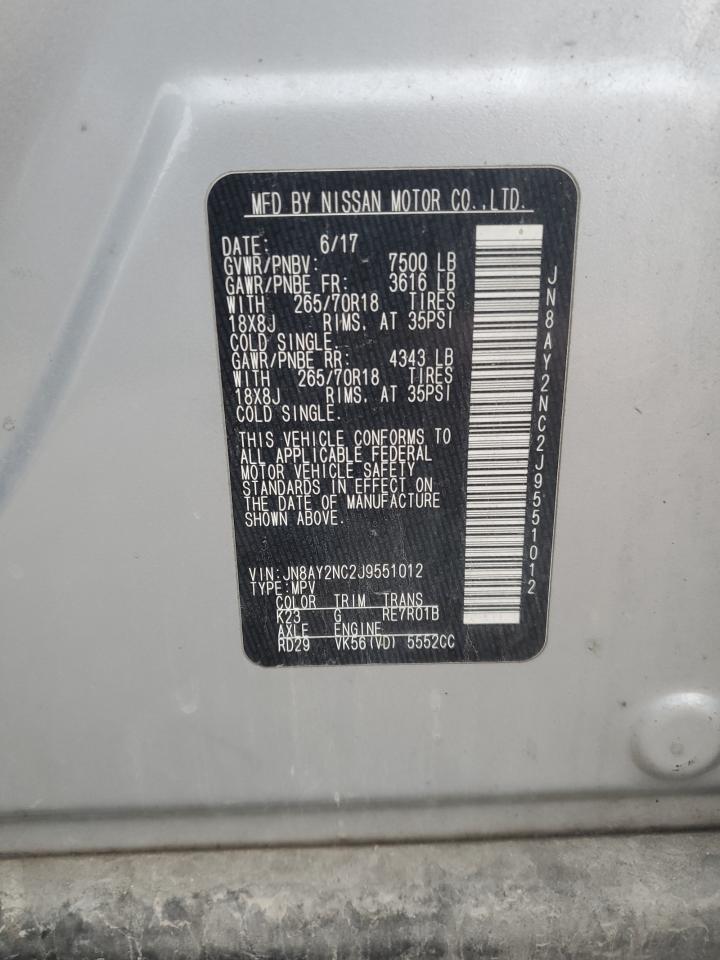 MFD BY NISSAN MOTOR CO.,LTD.
DATE: 6/17
GVWR/PNBV: 7500 LB
GAWR/PNBE FR: 3616 LB
WITH 265/70R18 TIRES
18X8J RIMS, AT 35PSI
COLD SINGLE.
GAWR/PNBE RR: 4343 LB
WITH 265/70R18 TIRES
18X8J RIMS, AT 35PSI
COLD SINGLE.
THIS VEHICLE CONFORMS TO
ALL APPLICABLE FEDERAL
MOTOR VEHICLE SAFETY
STANDARDS IN EFFECT ON
THE DATE OF MANUFACTURE
SHOWN ABOVE.
VIN:JN8AY2NC2J9551012
TYPE:MPV
COLOR TRIM TRANS
K23 G RE7R01B
AXLE ENGINE
RD29 VK56(VD) 5552CC
JN8AY2NC2J9551012